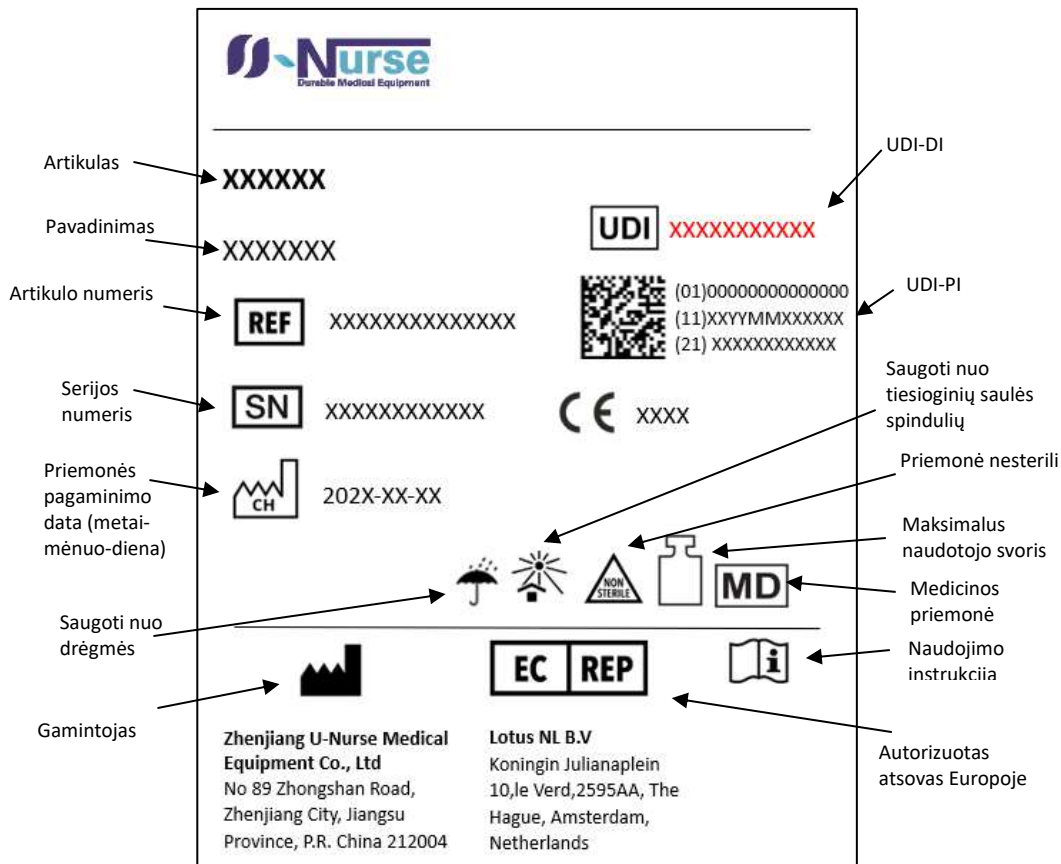 U-Nurse
Durable Medical Equipment
Artikulas
XXXXXX
UDI-DI
Pavadinimas
XXXXXXX
UDI XXXXXXXXXXX
Artikulo numeris
REF XXXXXXXXXXXXXX
(01)00000000000000
(11)XXYYMMXXXXXX
(21) XXXXXXXXXXXX
UDI-PI
Serijos
numeris
SN XXXXXXXXXXXX
CE XXXX
Saugoti nuo
tiesioginių saulės
spindulių
Priemonės
pagaminimo
data (metai-
mėnuo-diena)
CH 202X-XX-XX
Priemonė nesterili
Maksimalus
naudotojo svoris
NON
STERILE
MD
Medicinos
priemonė
Saugoti nuo
drėgmės
Naudojimo
instrukcija
i
EC REP
Gamintojas
Autorizuotas
atsovas Europoje
Zhenjiang U-Nurse Medical
Equipment Co., Ltd
No 89 Zhongshan Road,
Zhenjiang City, Jiangsu
Province, P.R. China 212004
Lotus NL B.V
Koningin Julianaplein
10,le Verd,2595AA, The
Hague, Amsterdam,
Netherlands